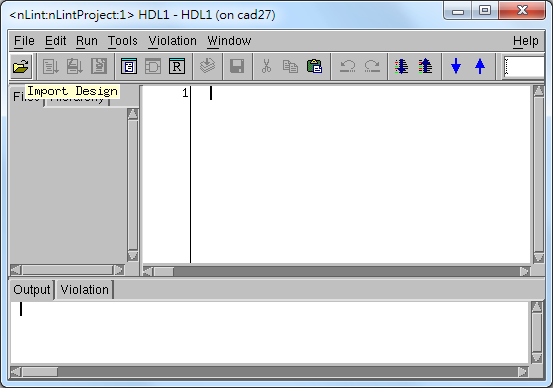 <nLint:nLintProject:1> HDL1 - HDL1 (on cad27)
File Edit Run Tools Violation Window Help
E R
Import Design
1
Output Violation